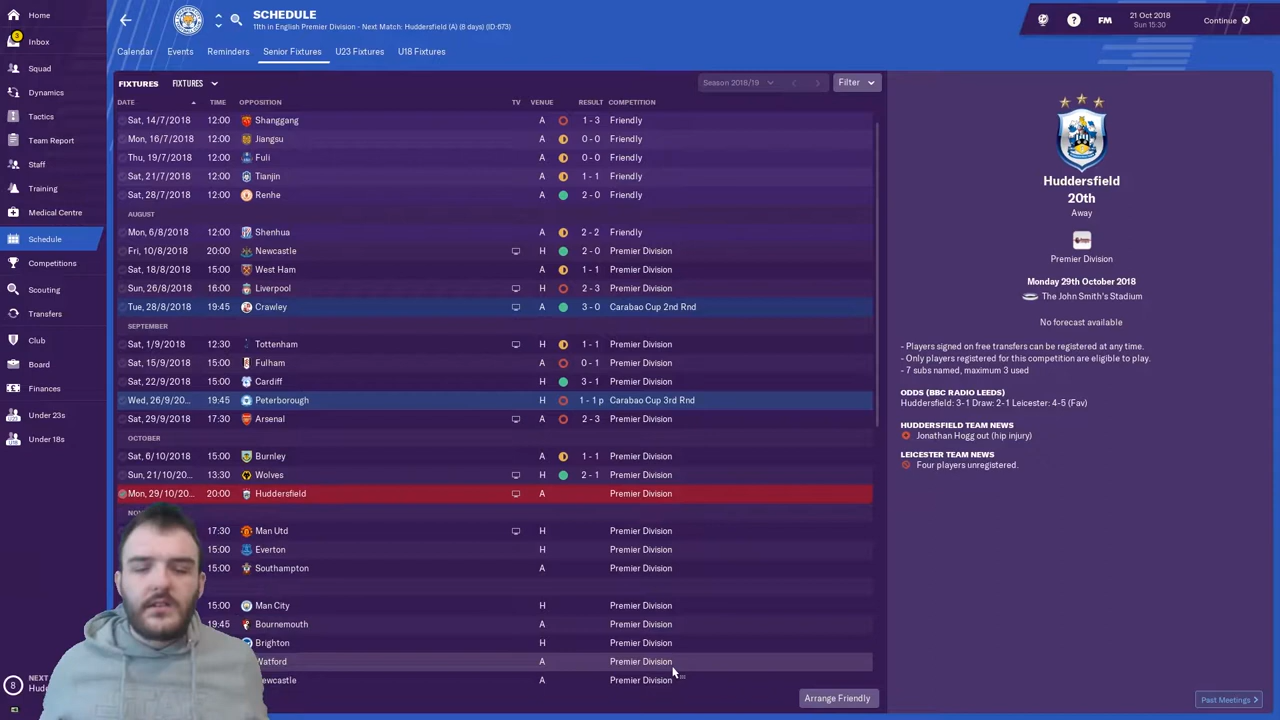 Home
SCHEDULE
11th in English Premier Division - Next Match: Huddersfield (A) (8 days) (ID:673)
? FM 21 Oct 2018 Sun 15:30 Continue
3 Inbox
Calendar Events Reminders Senior Fixtures U23 Fixtures U18 Fixtures
Squad
Dynamics
Tactics
Team Report
Staff
Training
Medical Centre
Schedule
Competitions
Scouting
Transfers
Club
Board
Finances
Under 23s
Under 18s
FIXTURES FIXTURES Season 2018/19 Filter
DATE TIME OPPOSITION TV VENUE RESULT COMPETITION
Sat, 14/7/2018 12:00 Shanggang A 1 - 3 Friendly
Mon, 16/7/2018 12:00 Jiangsu A 0 - 0 Friendly
Thu, 19/7/2018 12:00 Fuli A 0 - 0 Friendly
Sat, 21/7/2018 12:00 Tianjin A 1 - 1 Friendly
Sat, 28/7/2018 12:00 Renhe A 2 - 0 Friendly
AUGUST
Mon, 6/8/2018 12:00 Shenhua A 2 - 2 Friendly
Fri, 10/8/2018 20:00 Newcastle H 2 - 0 Premier Division
Sat, 18/8/2018 15:00 West Ham A 1 - 1 Premier Division
Sun, 26/8/2018 16:00 Liverpool H 2 - 3 Premier Division
Tue, 28/8/2018 19:45 Crawley A 3 - 0 Carabao Cup 2nd Rnd
SEPTEMBER
Sat, 1/9/2018 12:30 Tottenham H 1 - 1 Premier Division
Sat, 15/9/2018 15:00 Fulham A 0 - 1 Premier Division
Sat, 22/9/2018 15:00 Cardiff H 3 - 1 Premier Division
Wed, 26/9/20... 19:45 Peterborough H 1 - 1 p Carabao Cup 3rd Rnd
Sat, 29/9/2018 17:30 Arsenal A 2 - 3 Premier Division
OCTOBER
Sat, 6/10/2018 15:00 Burnley A 1 - 1 Premier Division
Sun, 21/10/20... 13:30 Wolves H 2 - 1 Premier Division
Mon, 29/10/20... 20:00 Huddersfield A Premier Division
17:30 Man Utd H Premier Division
15:00 Everton H Premier Division
15:00 Southampton A Premier Division
15:00 Man City H Premier Division
19:45 Bournemouth A Premier Division
Brighton H Premier Division
Watford A Premier Division
ewcastle A Premier Division
Arrange Friendly
8 NEXT
Hudd
Huddersfield
20th
Away
Premier Division
Monday 29th October 2018
The John Smith's Stadium
No forecast available
- Players signed on free transfers can be registered at any time.
- Only players registered for this competition are eligible to play.
- 7 subs named, maximum 3 used
ODDS (BBC RADIO LEEDS)
Huddersfield: 3-1 Draw: 2-1 Leicester: 4-5 (Fav)
HUDDERSFIELD TEAM NEWS
Jonathan Hogg out (hip injury)
LEICESTER TEAM NEWS
Four players unregistered.
Past Meetings